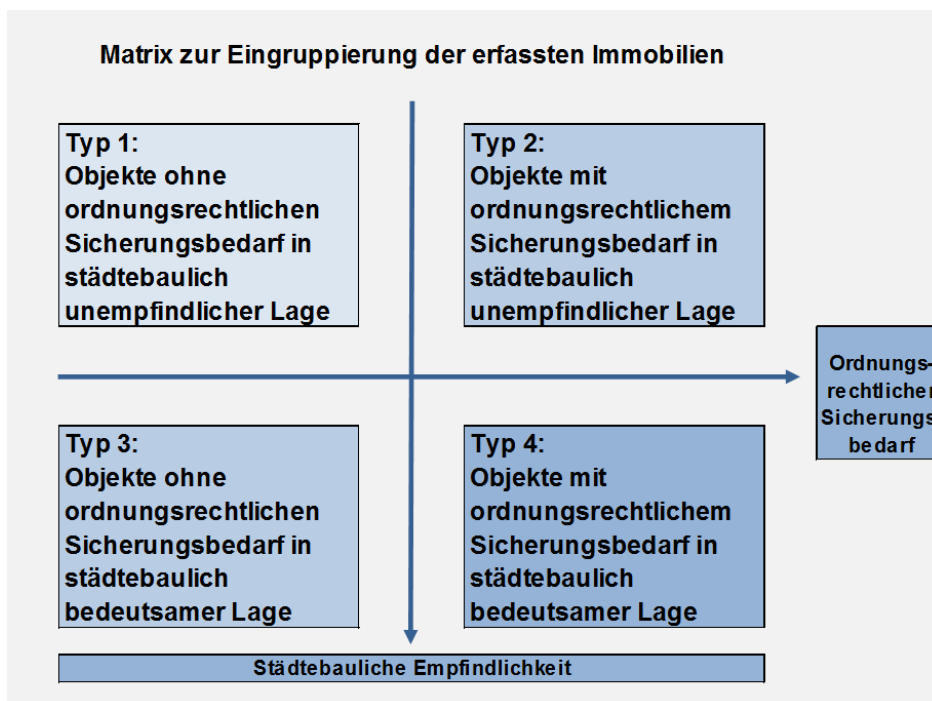 Matrix zur Eingruppierung der erfassten Immobilien
Typ 1:
Objekte ohne
ordnungsrechtlichen
Sicherungsbedarf in
städtebaulich
unempfindlicher Lage
Typ 2:
Objekte mit
ordnungsrechtlichem
Sicherungsbedarf in
städtebaulich
unempfindlicher Lage
Ordnungs-
rechtlicher
Sicherungs-
bedarf
Typ 3:
Objekte ohne
ordnungsrechtlichen
Sicherungsbedarf in
städtebaulich
bedeutsamer Lage
Typ 4:
Objekte mit
ordnungsrechtlichem
Sicherungsbedarf in
städtebaulich
bedeutsamer Lage
Städtebauliche Empfindlichkeit